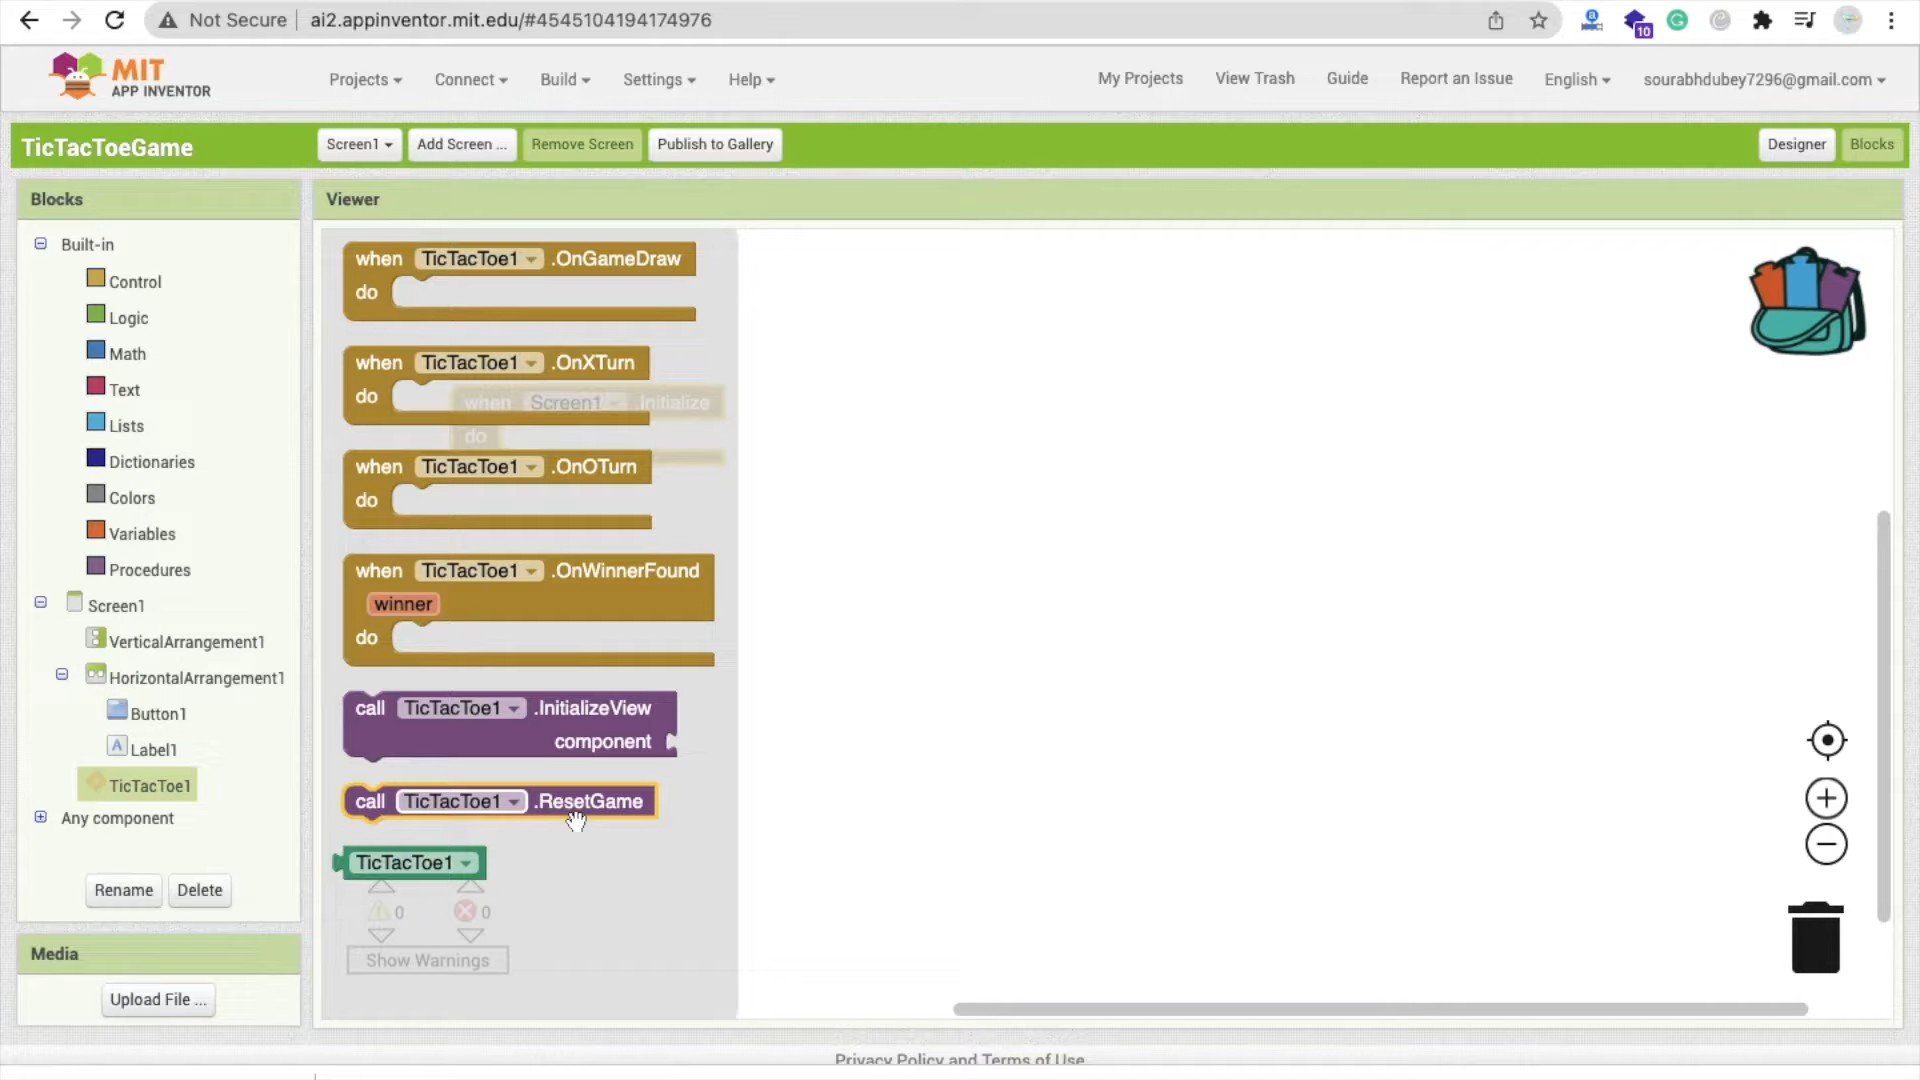 Not Secure | ai2.appinventor.mit.edu/#4545104194174976
10
MIT
APP INVENTOR
Projects Connect Build Settings Help My Projects View Trash Guide Report an Issue English sourabhdubey7296@gmail.com
TicTacToeGame Screen1 Add Screen ... Remove Screen Publish to Gallery Designer Blocks
Blocks
Built-in
Control
Logic
Math
Text
Lists
Dictionaries
Colors
Variables
Procedures
Screen1
VerticalArrangement1
HorizontalArrangement1
Button1
A Label1
TicTacToe1
Any component
Rename Delete
Media
Upload File ...
Viewer
when TicTacToe1 .OnGameDraw
do
when TicTacToe1 .OnXTurn
do
when Screen1 .Initialize
do
when TicTacToe1 .OnOTurn
do
when TicTacToe1 .OnWinnerFound
winner
do
call TicTacToe1 .InitializeView
component
call TicTacToe1 .ResetGame
TicTacToe1
0 0
Show Warnings
Privacy Policy and Terms of Use